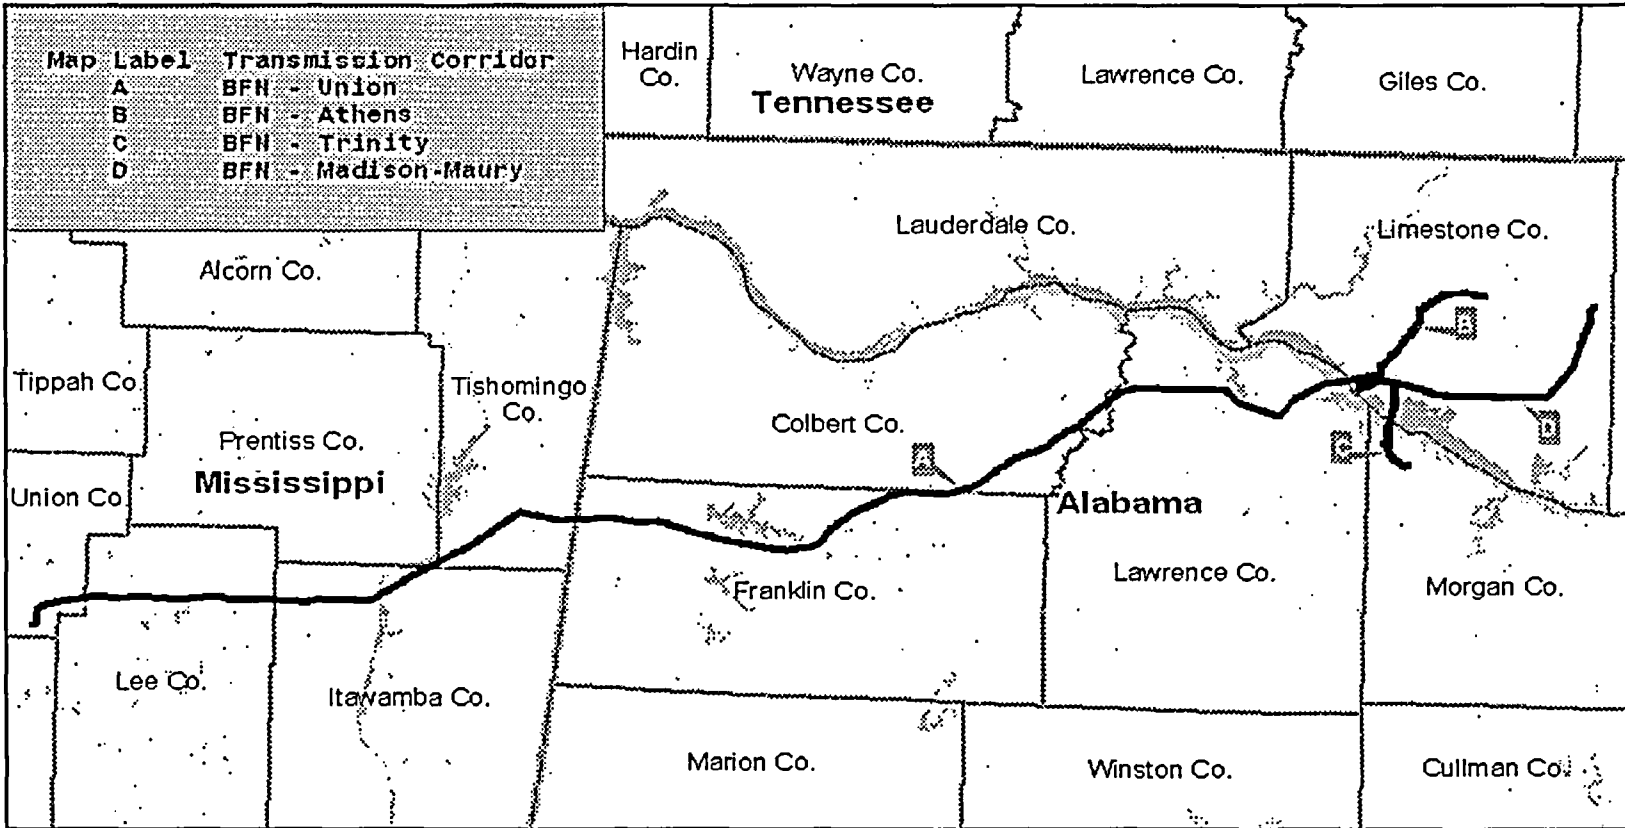 Map Label Transmission Corridor
A BFN - Union
B BFN - Athens
C BFN - Trinity
D BFN - Madison-Maury
Hardin
Co.
Wayne Co.
Tennessee
Lawrence Co.
Giles Co.
Lauderdale Co.
Limestone Co.
Alcorn Co.
B
Tippah Co
Tishomingo
Co.
Prentiss Co.
Colbert Co.
D
C
A
Mississippi
Union Co
Alabama
Franklin Co.
Lawrence Co.
Morgan Co.
Lee Co.
Itawamba Co.
Marion Co.
Winston Co.
Cullman Co.